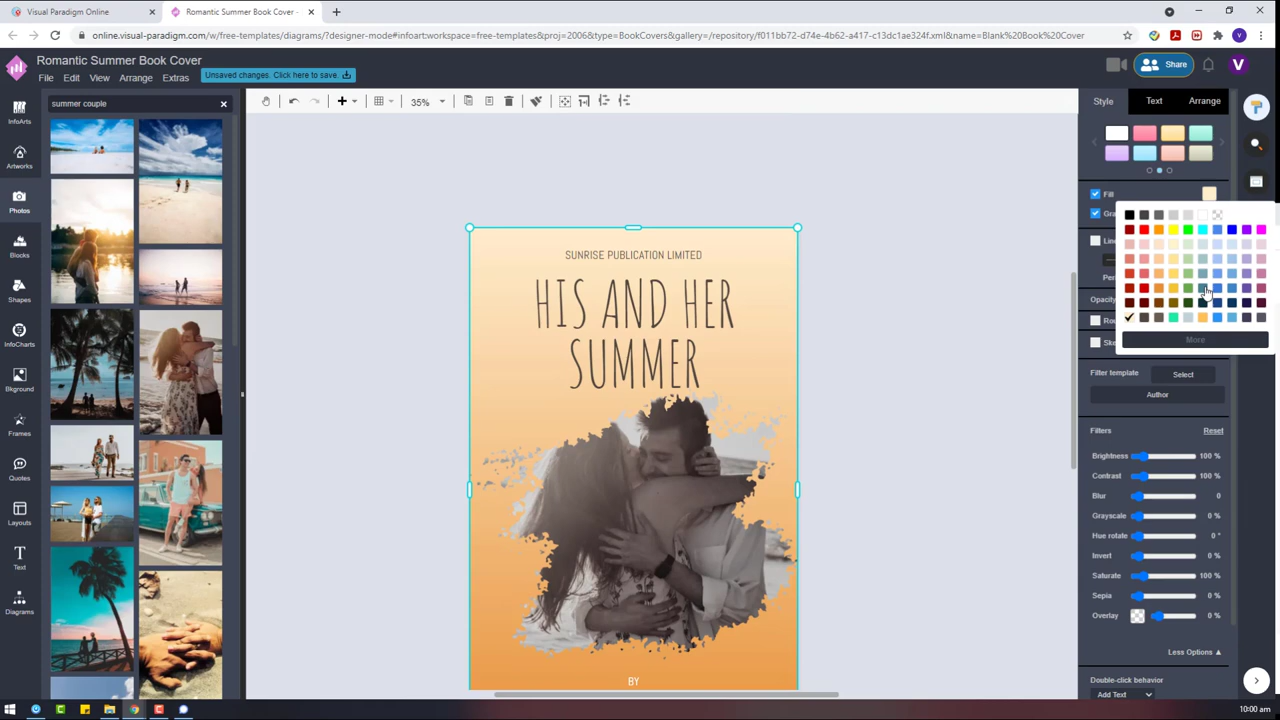 Visual Paradigm Online
Romantic Summer Book Cover -
online.visual-paradigm.com/w/free-templates/diagrams/?designer-mode#infoart:workspace=free-templates&proj=2006&type=BookCovers&gallery=/repository/f011bb72-d74e-4b62-a417-c13dc1ae324f.xml&name=Blank%20Book%20Cover
V
Romantic Summer Book Cover
File
Edit
View
Arrange
Extras
Unsaved changes. Click here to save
Share
V
summer couple
35%
Style
Text
Arrange
InfoArts
Artworks
Photos
Blocks
Shapes
InfoCharts
Bkground
Frames
Quotes
Layouts
Text
Diagrams
SUNRISE PUBLICATION LIMITED
HIS AND HER
SUMMER
BY
Fill
More
Opacity
Filter template
Select
Author
Filters
Reset
Brightness
100 %
Contrast
100 %
Blur
0
Grayscale
0 %
Hue rotate
0 °
Invert
0 %
Saturate
100 %
Sepia
0 %
Overlay
0 %
Less Options
Double-click behavior
Add Text
10:00 am